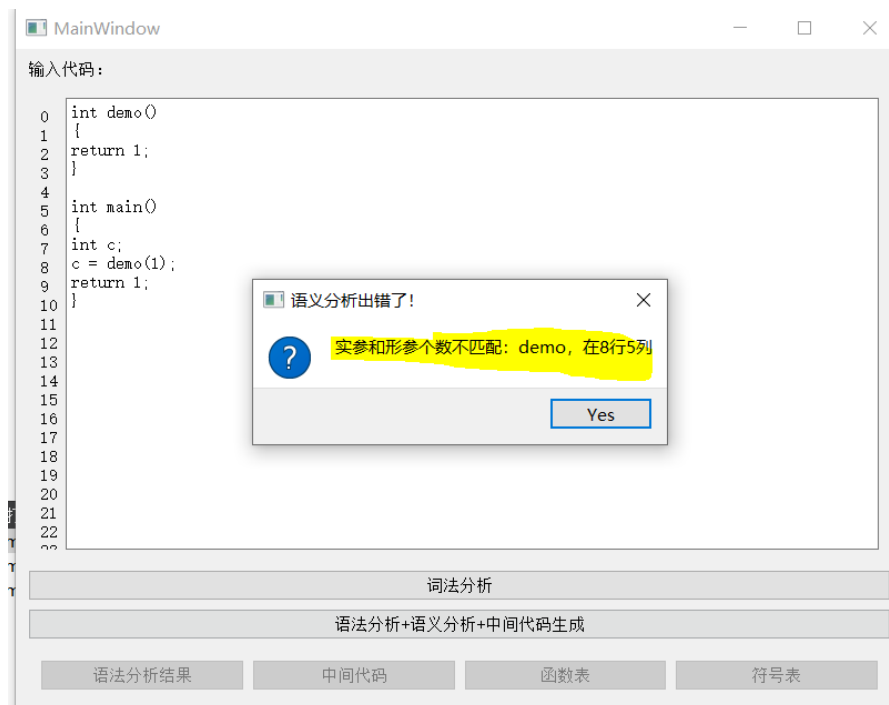 MainWindow
输入代码：
0 int demo()
1 {
2 return 1;
3 }
4
5 int main()
6 {
7 int c;
8 c = demo(1);
9 return 1;
10 }
11
12
13
14
15
16
17
18
19
20
21
22
语义分析出错了!
实参和形参个数不匹配：demo，在8行5列
Yes
词法分析
语法分析+语义分析+中间代码生成
语法分析结果 中间代码 函数表 符号表